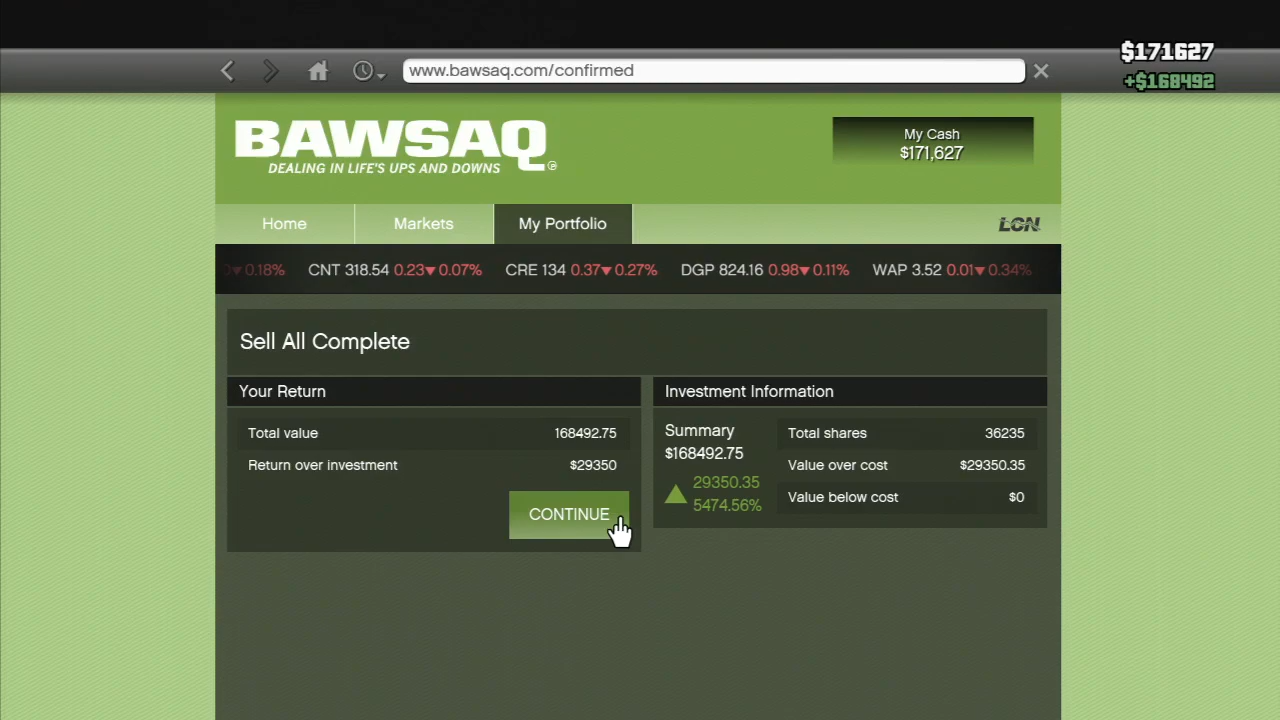 $171627
www.bawsaq.com/confirmed
+$168492
BAWSAQ
DEALING IN LIFE'S UPS AND DOWNS
My Cash
$171,627
Home
Markets
My Portfolio
LCN
0.18% CNT 318.54 0.23 0.07% CRE 134 0.37 0.27% DGP 824.16 0.98 0.11% WAP 3.52 0.01 0.34%
Sell All Complete
Your Return
Total value 168492.75
Return over investment $29350
CONTINUE
Investment Information
Summary
$168492.75
29350.35
5474.56%
Total shares 36235
Value over cost $29350.35
Value below cost $0